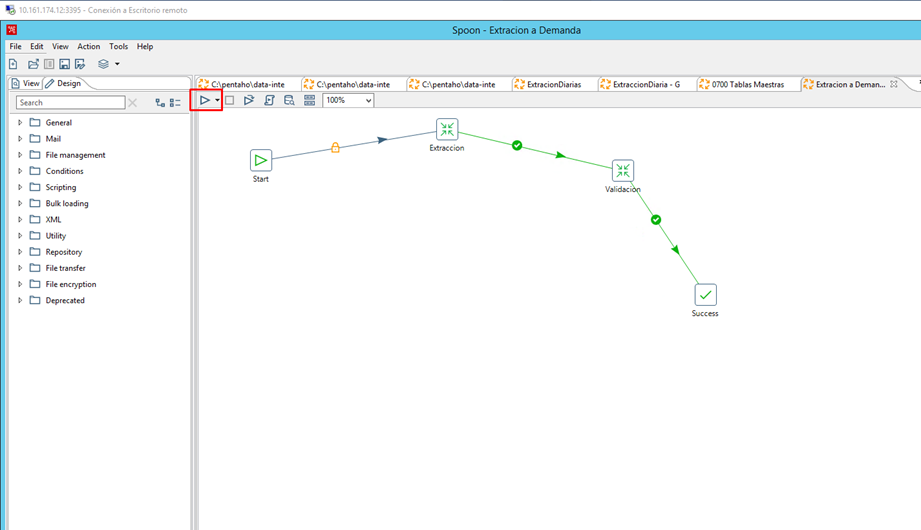 10.161.174.12:3395 - Conexión a Escritorio remoto
Spoon - Extracion a Demanda
File Edit View Action Tools Help
View Design
C:\pentaho\data-inte C:\pentaho\data-inte C:\pentaho\data-inte ExtracionDiarias ExtraccionDiaria - G 0700 Tablas Maestras Extracion a Deman...
Search
100%
General
Mail
File management
Conditions
Scripting
Bulk loading
XML
Utility
Repository
File transfer
File encryption
Deprecated
Start
Extraccion
Validacion
Success